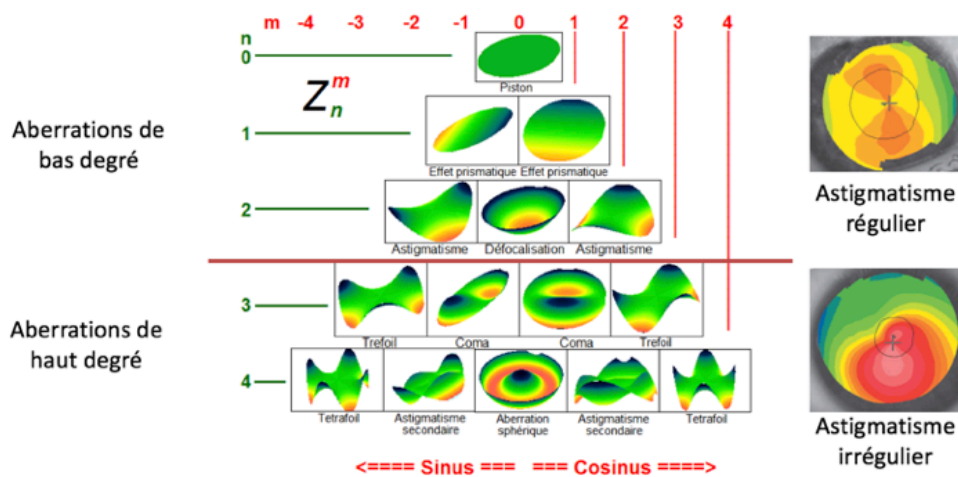 m -4 -3 -2 -1 0 1 2 3 4
n
0
Piston
Z m n
Aberrations de
bas degré
1
Effet prismatique Effet prismatique
2
Astigmatisme Défocalisation Astigmatisme
Astigmatisme
régulier
3
Aberrations de
haut degré
Trefoil Coma Coma Trefoil
4
Tetrafoil Astigmatisme secondaire Aberration sphérique Astigmatisme secondaire Tetrafoil
Astigmatisme
irrégulier
<==== Sinus === === Cosinus ====>